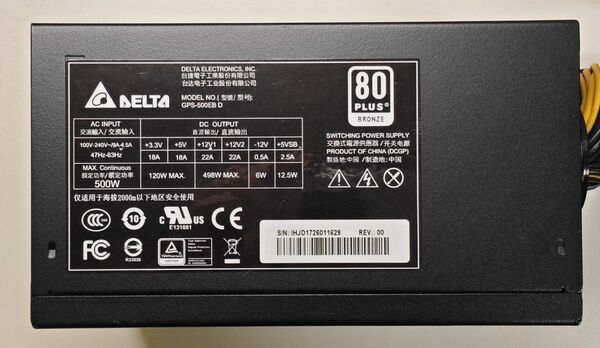 DELTA
DELTA ELECTRONICS, INC.
台達電子工業股份有限公司
台达电子工业股份有限公司
MODEL NO (型號/ 型号):
GPS-500EB D
80
PLUS
BRONZE
AC INPUT
交流輸入/ 交流输入
DC OUTPUT
直流輸出/ 直流输出
100V-240V~/9A-4.5A
47Hz-63Hz
+3.3V +5V +12V1 +12V2 -12V +5VSB
18A 18A 22A 22A 0.5A 2.5A
MAX. Continuous
額定功率/额定功率
500W
120W MAX. 498W MAX. 6W 12.5W
仅适用于海拔2000m以下地区安全使用
SWITCHING POWER SUPPLY
交換式電源供應器 / 开关电源
PRODUCT OF CHINA (DCGP)
製造地: 中国 / 制造地: 中国
CCC
10
CE
c UL us
E131881
EAC
FC
R33030
S/N: IHJD1726011629 REV.: 00